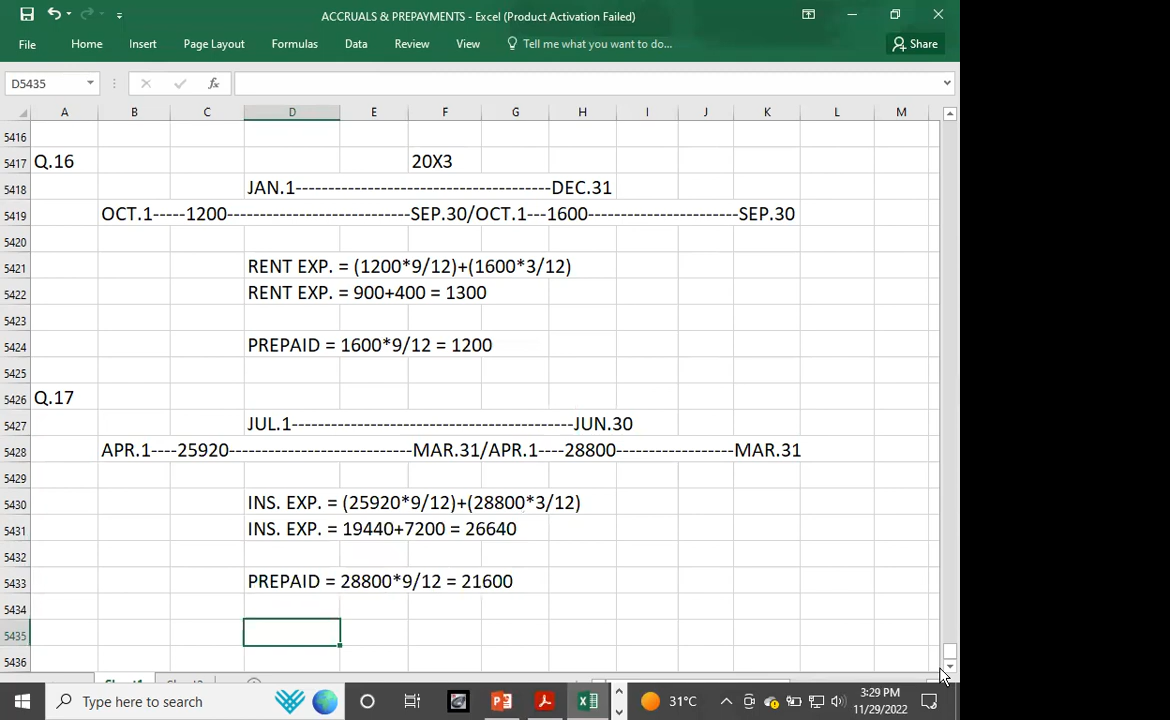 ACCRUALS & PREPAYMENTS - Excel (Product Activation Failed)
File Home Insert Page Layout Formulas Data Review View Tell me what you want to do... Share
D5435 fx
A B C D E F G H I J K L M
5416
5417 Q.16 20X3
5418 JAN.1---------------------------------------DEC.31
5419 OCT.1-----1200----------------------------SEP.30/OCT.1---1600-----------------------SEP.30
5420
5421 RENT EXP. = (1200*9/12)+(1600*3/12)
5422 RENT EXP. = 900+400 = 1300
5423
5424 PREPAID = 1600*9/12 = 1200
5425
5426 Q.17
5427 JUL.1-------------------------------------------JUN.30
5428 APR.1----25920----------------------------MAR.31/APR.1----28800------------------MAR.31
5429
5430 INS. EXP. = (25920*9/12)+(28800*3/12)
5431 INS. EXP. = 19440+7200 = 26640
5432
5433 PREPAID = 28800*9/12 = 21600
5434
5435
5436
Type here to search
31°C
3:29 PM
11/29/2022